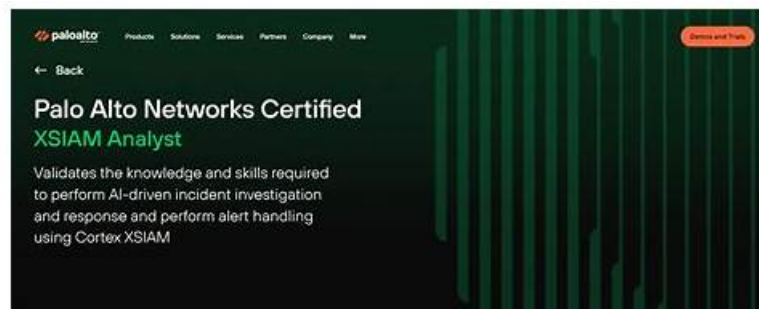 paloalto
Products Solutions Services Partners Company More
Demos and Trials
← Back
Palo Alto Networks Certified
XSIAM Analyst
Validates the knowledge and skills required
to perform AI-driven incident investigation
and response and perform alert handling
using Cortex XSIAM